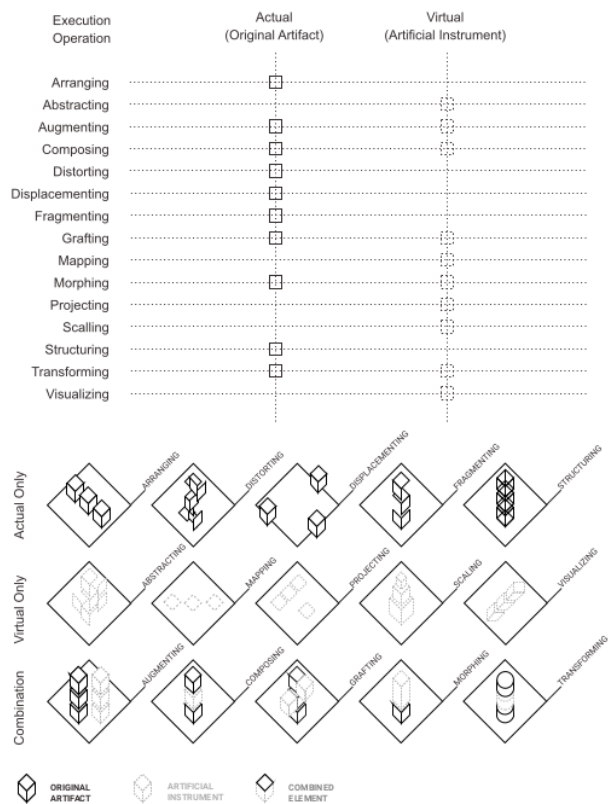 Execution
Operation
Actual
(Original Artifact)
Virtual
(Artificial Instrument)
Arranging
Abstracting
Augmenting
Composing
Distorting
Displacementing
Fragmenting
Grafting
Mapping
Morphing
Projecting
Scalling
Structuring
Transforming
Visualizing
Actual Only
ARRANGING
DISTORTING
DISPLACEMENTING
FRAGMENTING
STRUCTURING
Virtual Only
ABSTRACTING
MAPPING
PROJECTING
SCALING
VISUALIZING
Combination
AUGMENTING
COMPOSING
GRAFTING
MORPHING
TRANSFORMING
ORIGINAL
ARTIFACT
ARTIFICIAL
INSTRUMENT
COMBINED
ELEMENT